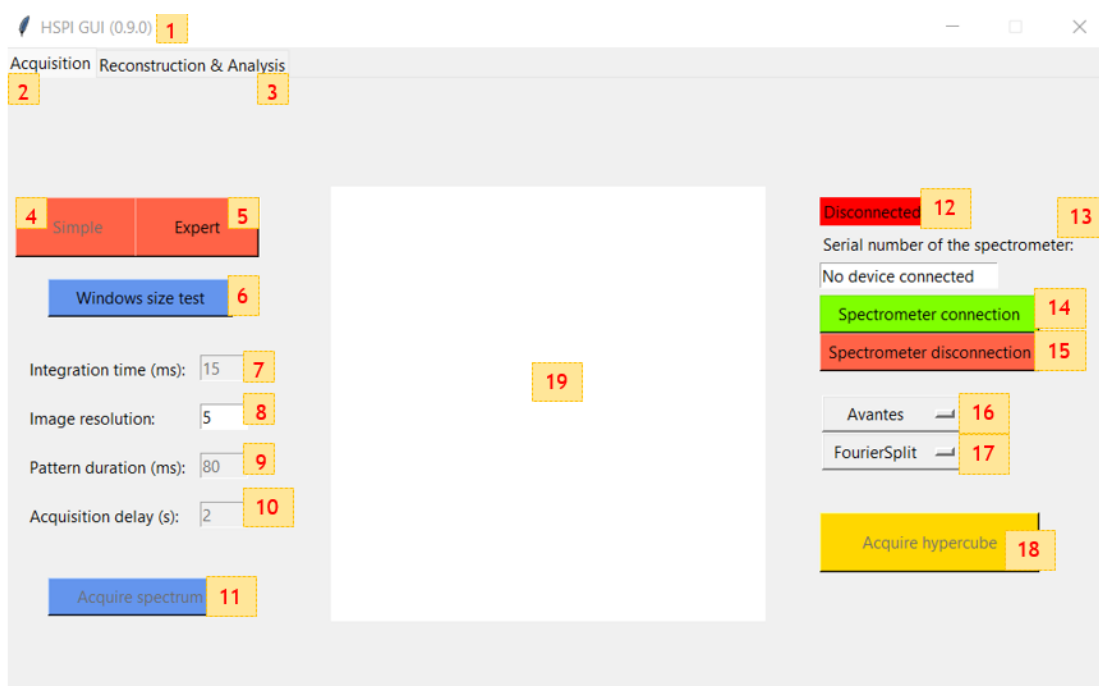 HSPI GUI (0.9.0) 1
Acquisition Reconstruction & Analysis
2 3
4 Simple Expert 5
Windows size test 6
Integration time (ms): 15 7
Image resolution: 5 8
Pattern duration (ms): 80 9
Acquisition delay (s): 2 10
Acquire spectrum 11
19
Disconnected 12
13
Serial number of the spectrometer:
No device connected
Spectrometer connection 14
Spectrometer disconnection 15
Avantes 16
FourierSplit 17
Acquire hypercube 18